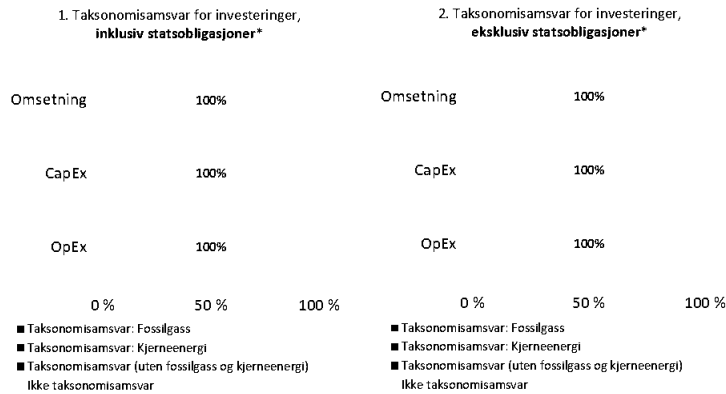 1. Taksonomisamsvar for investeringer,
inklusiv statsobligasjoner*
Omsetning 100%
CapEx 100%
OpEx 100%
0 % 50 % 100 %
■ Taksonomisamsvar: Fossilgass
■ Taksonomisamsvar: Kjerneenergi
■ Taksonomisamsvar (uten fossilgass og kjerneenergi)
Ikke taksonomisamsvar
2. Taksonomisamsvar for investeringer,
eksklusiv statsobligasjoner*
Omsetning 100%
CapEx 100%
OpEx 100%
0 % 50 % 100 %
■ Taksonomisamsvar: Fossilgass
■ Taksonomisamsvar: Kjerneenergi
■ Taksonomisamsvar (uten fossilgass og kjerneenergi)
Ikke taksonomisamsvar